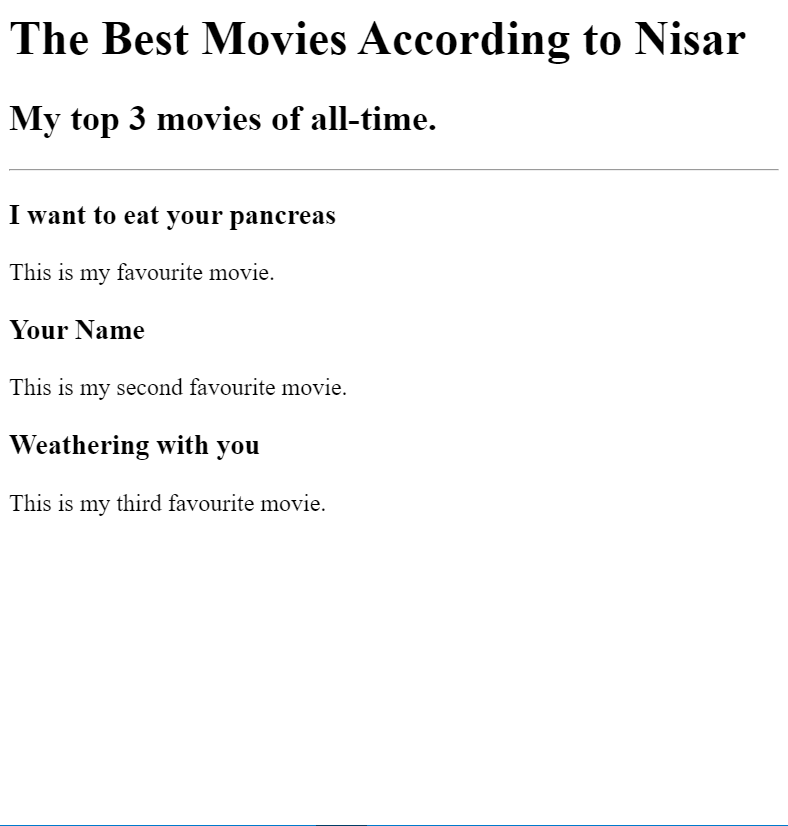 The Best Movies According to Nisar
My top 3 movies of all-time.
I want to eat your pancreas
This is my favourite movie.
Your Name
This is my second favourite movie.
Weathering with you
This is my third favourite movie.